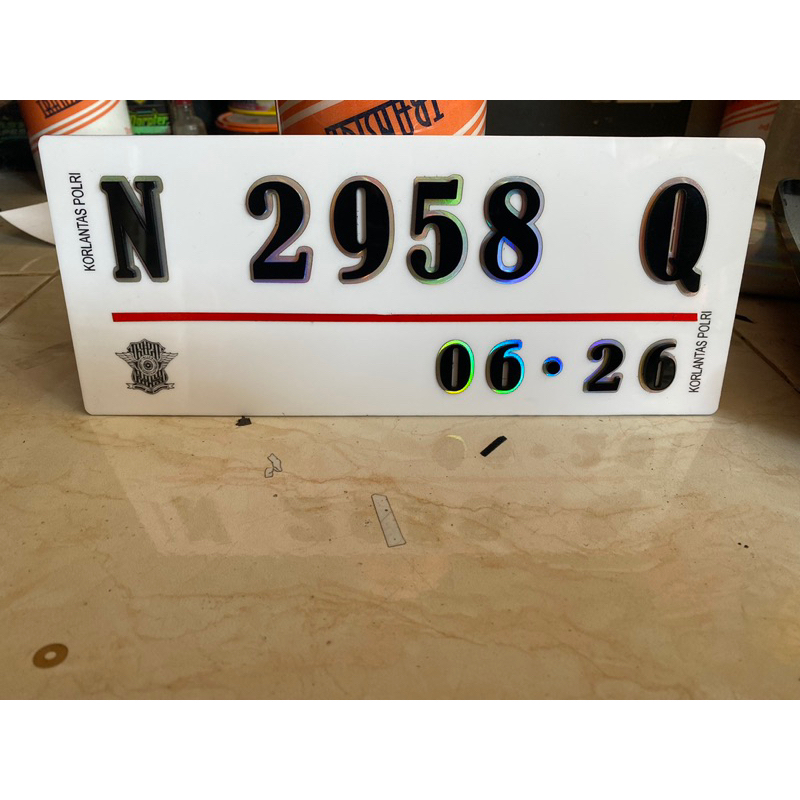 KORLANTAS POLRI
N 2958 Q
06·26
KORLANTAS POLRI